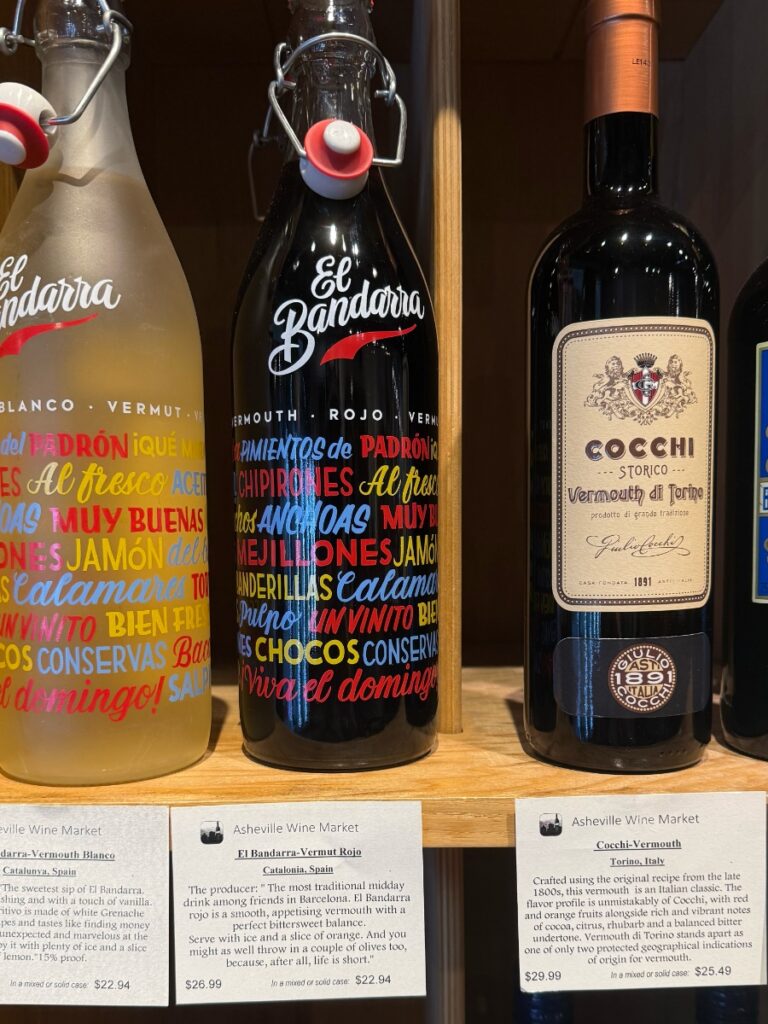 El
Bandarra
BLANCO · VERMUT ·
del PADRÓN ¡QUÉ
Al fresco
MUY BUENAS
JAMÓN
Calamares
UN VINITO BIEN
CONSERVAS
el domingo!
El
Bandarra
VERMOUTH · ROJO ·
PIMIENTOS de PADRÓN
CHIPIRONES Al fresco
ANCHOAS MUY
MEJILLONES JAMÓN
BANDERILLAS
Pulpo UN VINITO
CHOCOS CONSERVAS
¡Viva el domingo
COCCHI
STORICO
Vermouth di Torino
prodotto di grande tradizione
Giulio Cocchi
CASA FONDATA 1891
GIULIO
ASTI
1891
ITALIA
COCCHI
Wine Market
Vermouth Blanco
Catalunya, Spain
"The sweetest sip of El Bandarra.
and with a touch of vanilla.
is made of white Grenache
and tastes like finding money
unexpected and marvelous at the
it with plenty of ice and a slice
lemon."15% proof.
In a mixed or solid case: $22.94
Asheville Wine Market
El Bandarra-Vermut Rojo
Catalonia, Spain
The producer: " The most traditional midday
drink among friends in Barcelona. El Bandarra
rojo is a smooth, appetising vermouth with a
perfect bittersweet balance.
Serve with ice and a slice of orange. And you
might as well throw in a couple of olives too,
because, after all, life is short."
$26.99 In a mixed or solid case: $22.94
Asheville Wine Market
Cocchi-Vermouth
Torino, Italy
Crafted using the original recipe from the late
1800s, this vermouth is an Italian classic. The
flavor profile is unmistakably of Cocchi, with red
and orange fruits alongside rich and vibrant notes
of cocoa, citrus, rhubarb and a balanced bitter
undertone. Vermouth di Torino stands apart as
one of only two protected geographical indications
of origin for vermouth.
$29.99 In a mixed or solid case: $25.49